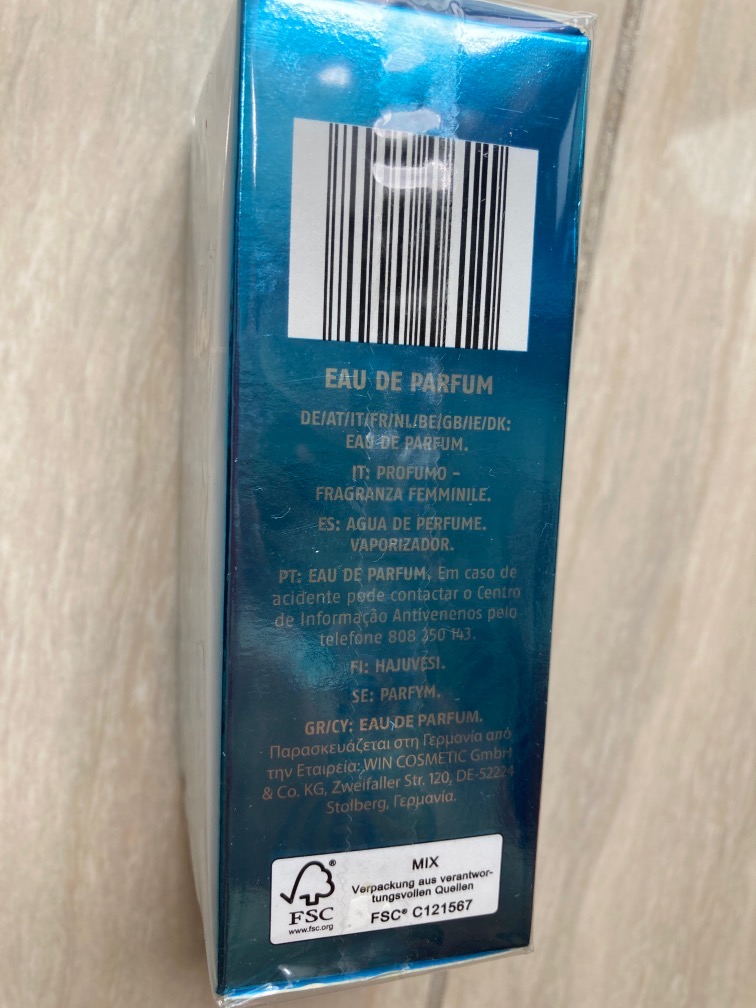 EAU DE PARFUM
DE/AT/IT/FR/NL/BE/GB/IE/DK:
EAU DE PARFUM.
IT: PROFUMO –
FRAGRANZA FEMMINILE.
ES: AGUA DE PERFUME.
VAPORIZADOR.
PT: EAU DE PARFUM. Em caso de
acidente pode contactar o Centro
de Informação Antivenenos pelo
telefone 808 250 143.
FI: HAJUVESI.
SE: PARFYM.
GR/CY: EAU DE PARFUM.
Παρασκευάζεται στη Γερμανία από
την Εταιρεία: WIN COSMETIC GmbH
& Co. KG, Zweifaller Str. 120, DE-52224
Stolberg, Γερμανία.
FSC®
www.fsc.org
MIX
Verpackung aus verantwor-
tungsvollen Quellen
FSC® C121567